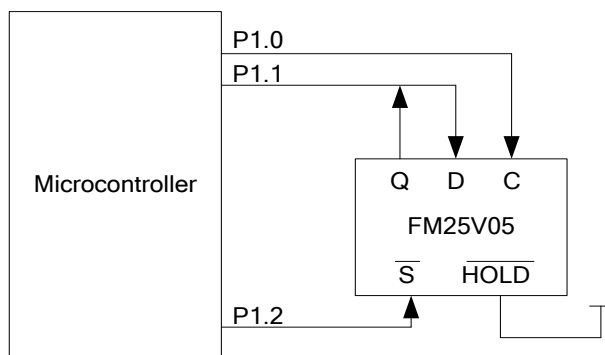 P1.0
P1.1
Microcontroller
Q D C
FM25V05
S HOLD
P1.2